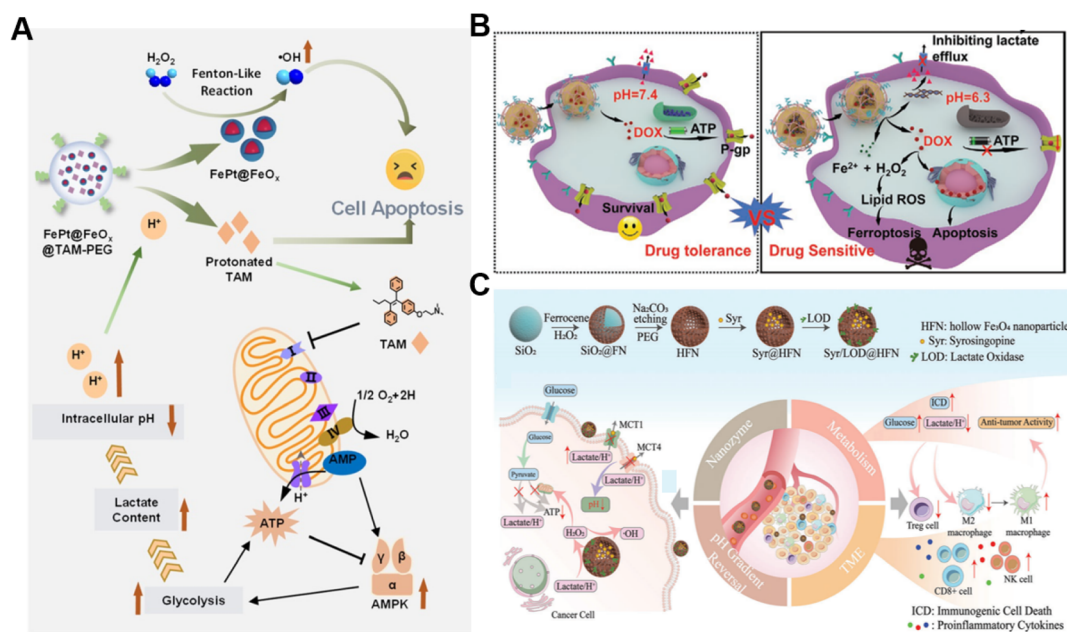 A
H₂O₂
•OH
Fenton-Like
Reaction
FePt@FeOₓ
FePt@FeOₓ
@TAM-PEG
H⁺
Protonated
TAM
Cell Apoptosis
TAM
H⁺
H⁺
Intracellular pH
Lactate
Content
Glycolysis
I
II
III
IV
1/2 O₂+2H
H₂O
AMP
H⁺
ATP
γ
β
α
AMPK
B
pH=7.4
DOX
ATP
P-gp
Survival
Drug tolerance
VS
Inhibiting lactate
efflux
pH=6.3
DOX
ATP
Fe²⁺ + H₂O₂
Lipid ROS
Ferroptosis
Apoptosis
Drug Sensitive
C
SiO₂
Ferrocene
H₂O₂
SiO₂@FN
Na₂CO₃
etching
PEG
HFN
Syr
Syr@HFN
LOD
Syr/LOD@HFN
HFN: hollow Fe₃O₄ nanoparticle
Syr: Syrosingopine
LOD: Lactate Oxidase
Glucose
Glucose
Pyruvate
Lactate/H⁺
ATP
MCT1
MCT4
Lactate/H⁺
Lactate/H⁺
pH
H₂O₂
·OH
Lactate/H⁺
Cancer Cell
Nanozyme
Metabolism
pH Gradient
Reversal
TME
ICD
Glucose
Lactate/H⁺
Anti-tumor Activity
Treg cell
M2
macrophage
M1
macrophage
CD8+ cell
NK cell
ICD: Immunogenic Cell Death
: Proinflammatory Cytokines